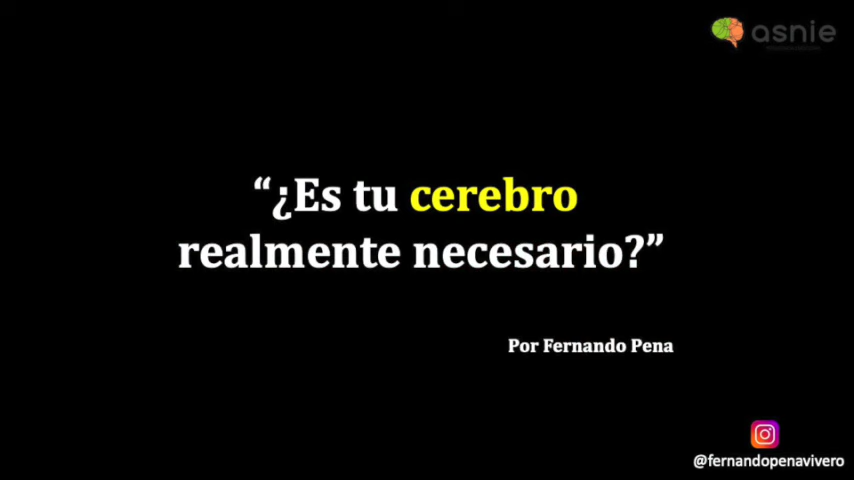 asnie
“¿Es tu cerebro
realmente necesario?”
Por Fernando Pena
@fernandopenavivero